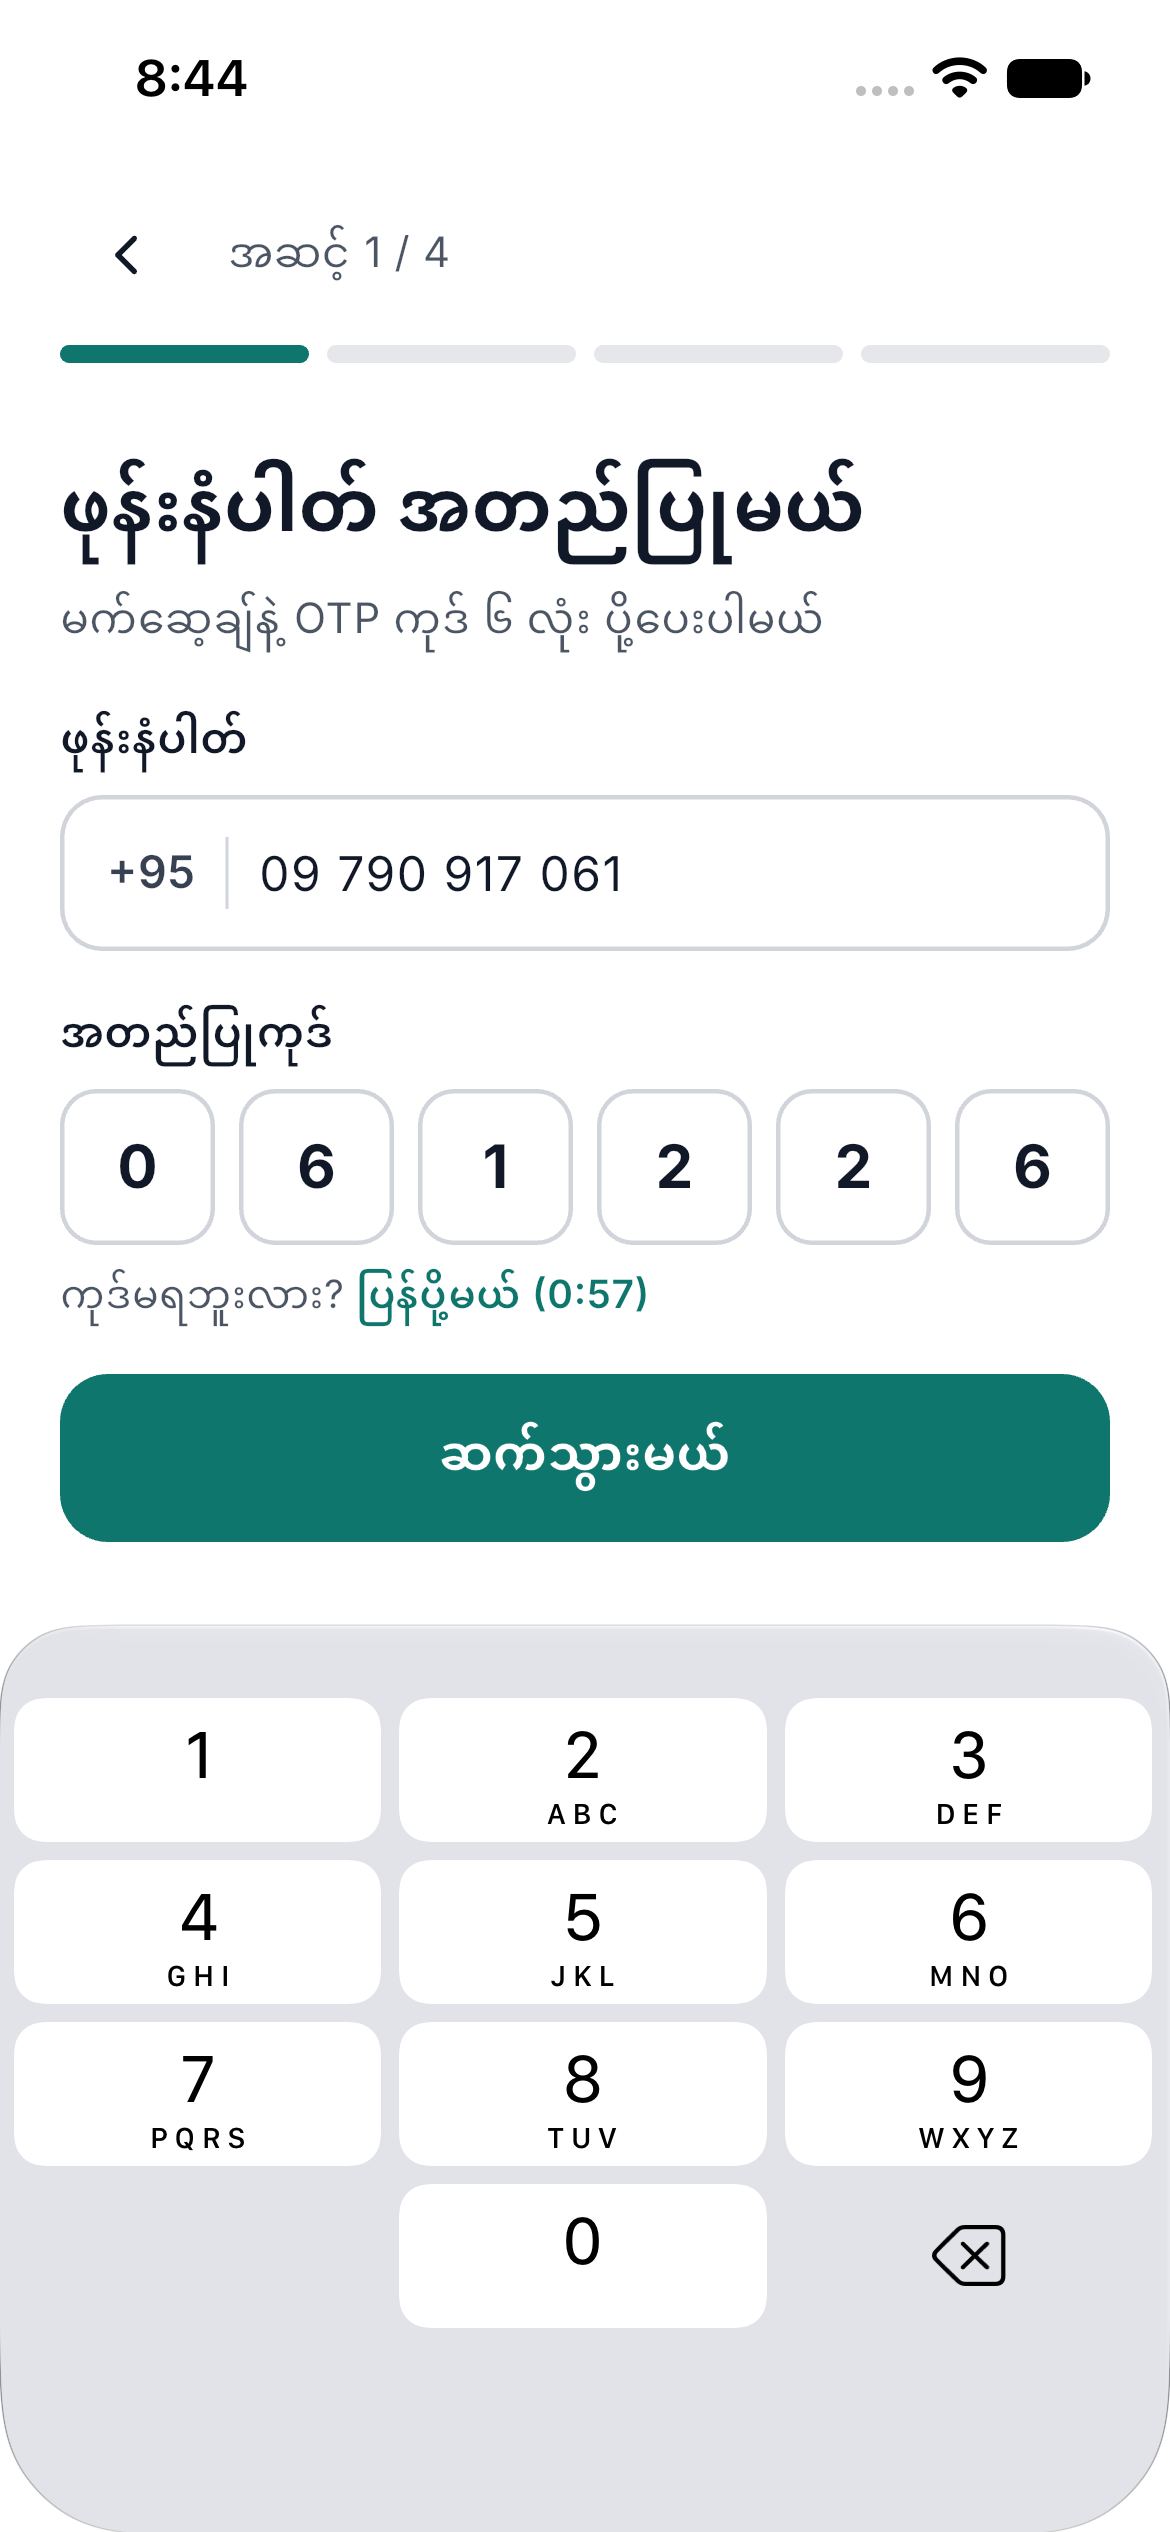 8:44
အဆင့် 1 / 4
ဖုန်းနံပါတ် အတည်ပြုမယ်
မက်ဆေ့ချ်နဲ့ OTP ကုဒ် ၆ လုံး ပို့ပေးပါမယ်
ဖုန်းနံပါတ်
+95 09 790 917 061
အတည်ပြုကုဒ်
0 6 1 2 2 6
ကုဒ်မရဘူးလား? ပြန်ပို့မယ် (0:57)
ဆက်သွားမယ်
1 2 3
ABC DEF
4 5 6
GHI JKL MNO
7 8 9
PQRS TUV WXYZ
0